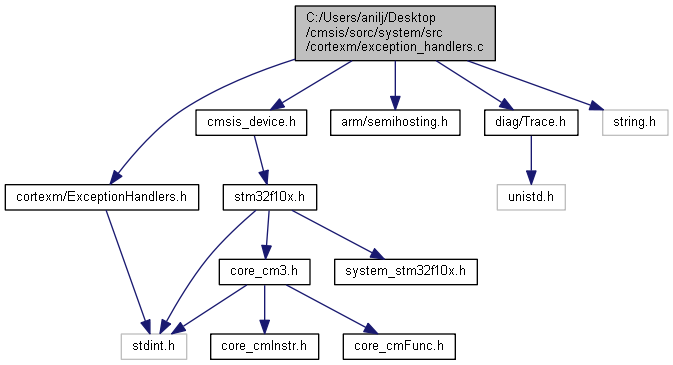 C:/Users/anilj/Desktop
/cmsis/sorc/system/src
/cortexm/exception_handlers.c
cmsis_device.h
arm/semihosting.h
diag/Trace.h
string.h
cortexm/ExceptionHandlers.h
stm32f10x.h
unistd.h
core_cm3.h
system_stm32f10x.h
stdint.h
core_cmInstr.h
core_cmFunc.h